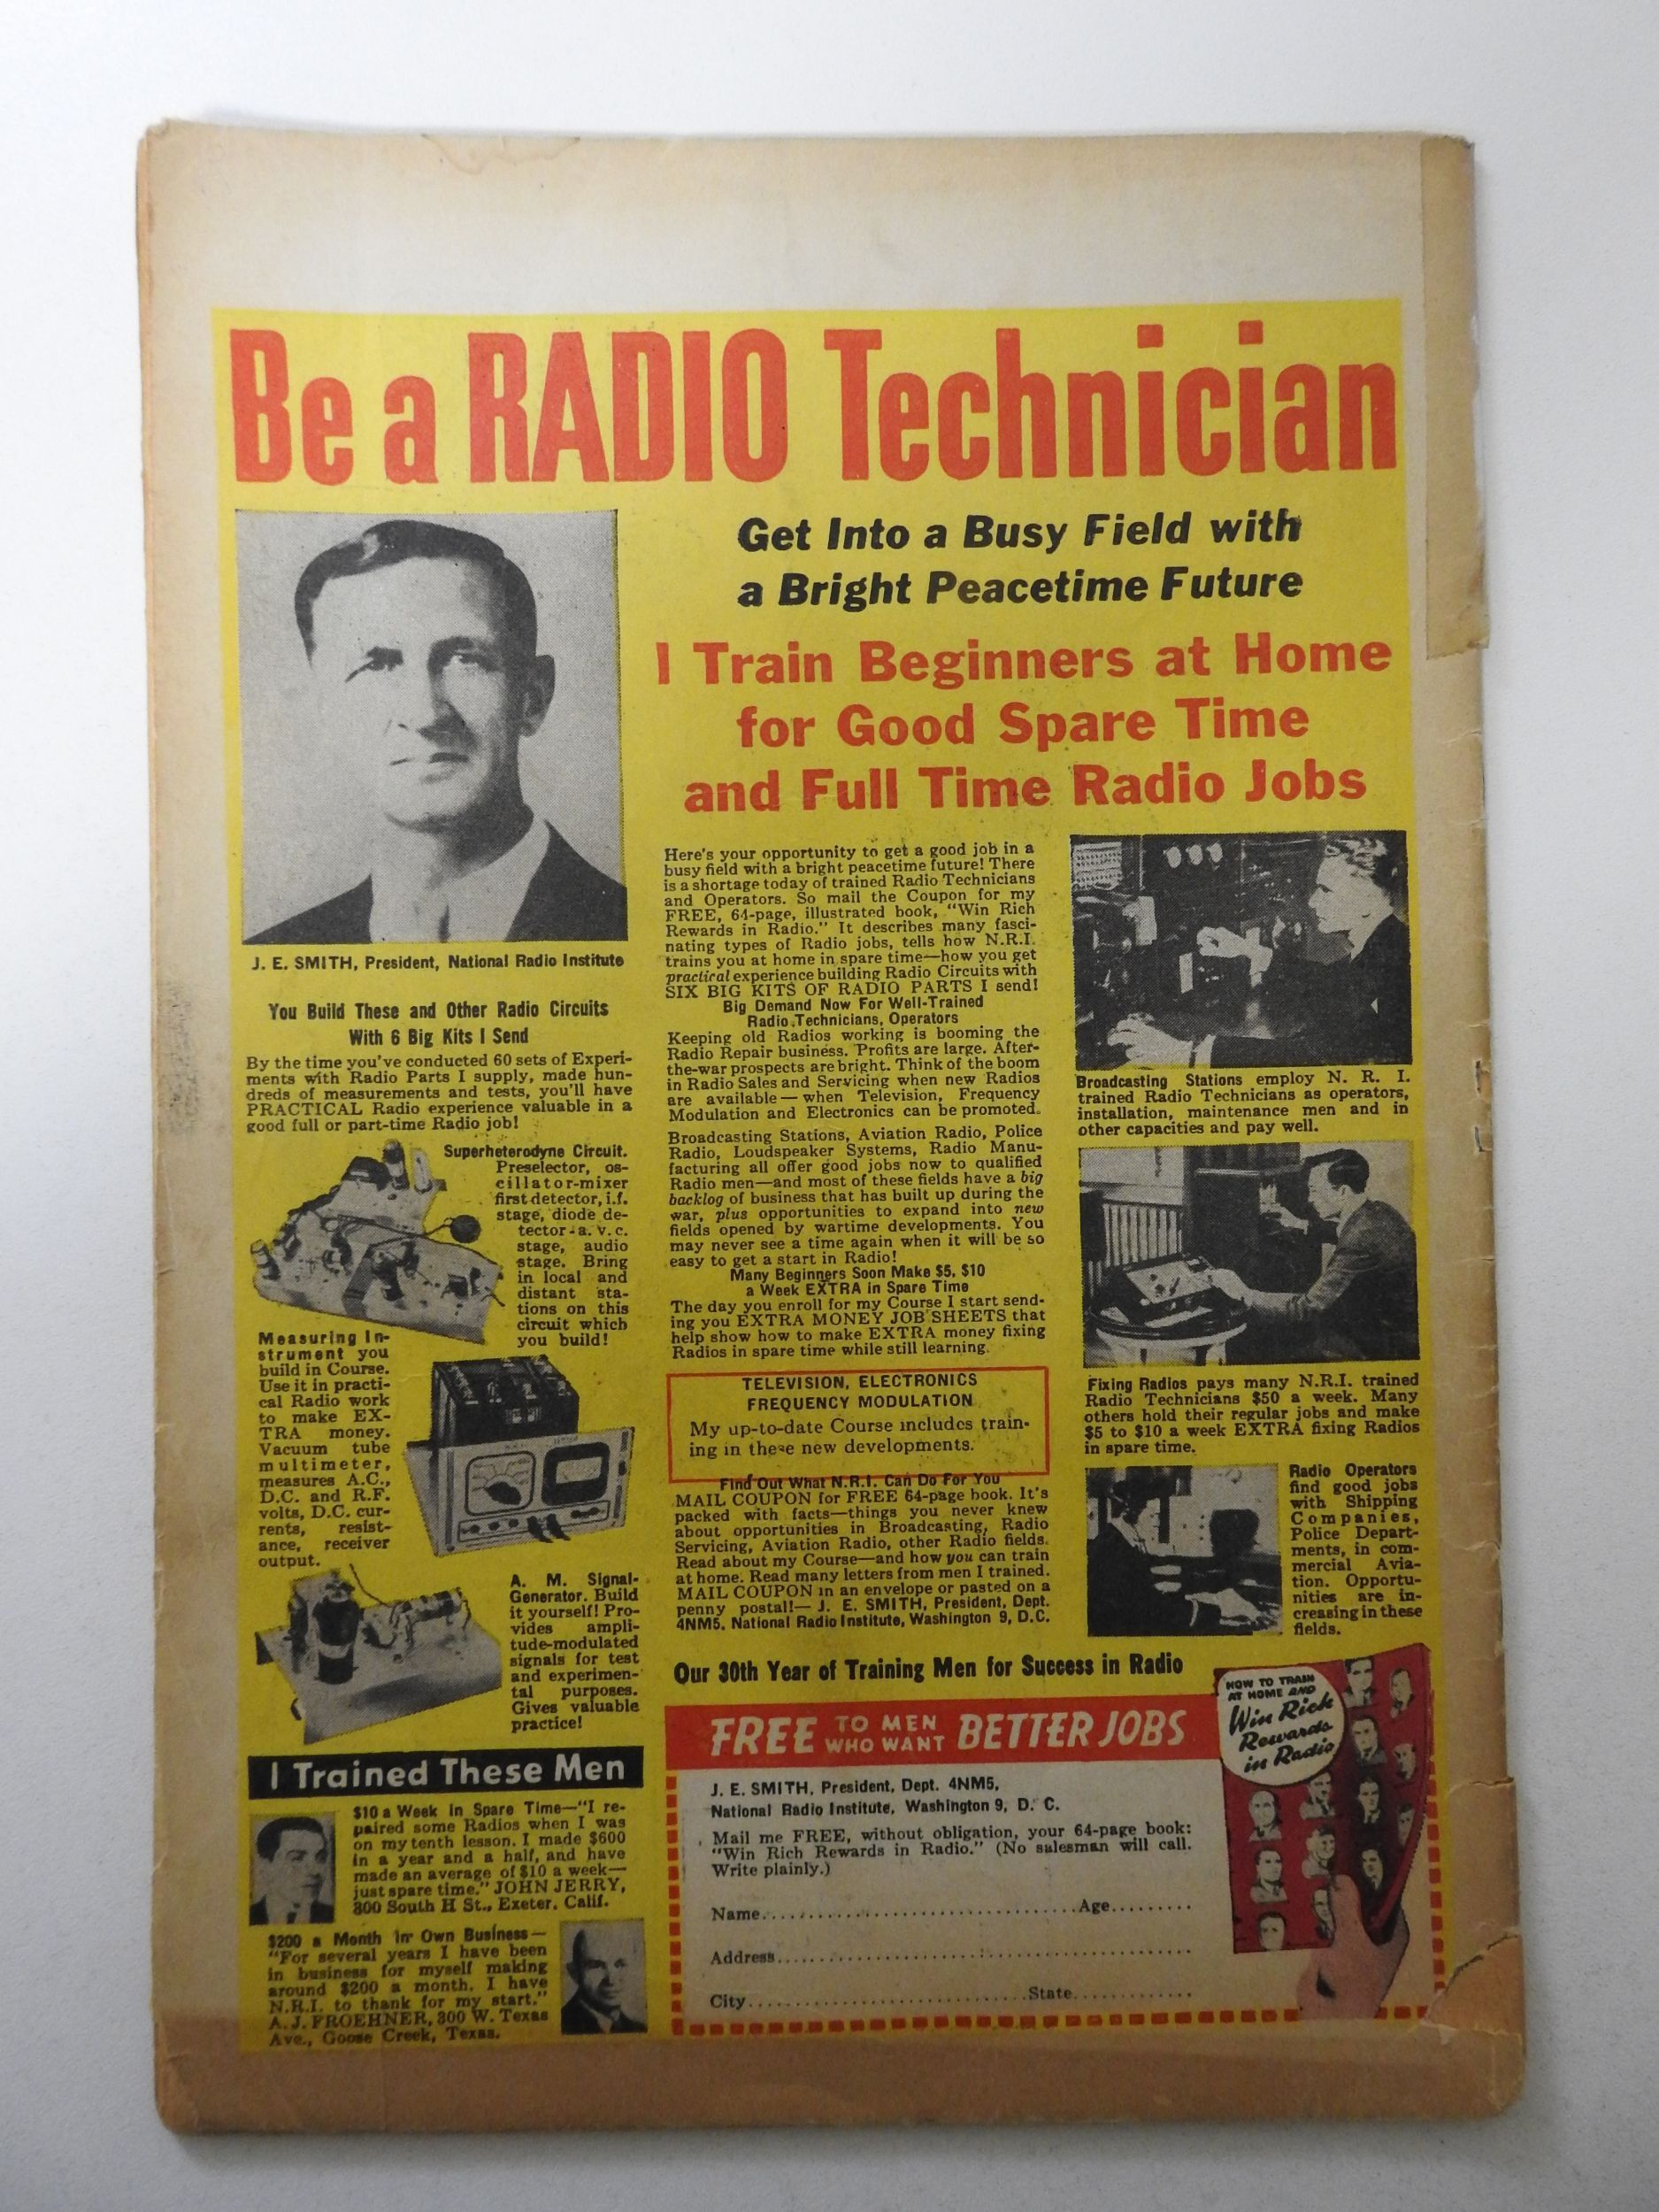 Be a RADIO Technician
Get Into a Busy Field with
a Bright Peacetime Future
I Train Beginners at Home
for Good Spare Time
and Full Time Radio Jobs
J. E. SMITH, President, National Radio Institute
You Build These and Other Radio Circuits
With 6 Big Kits I Send
By the time you've conducted 60 sets of Experi-
ments with Radio Parts I supply, made hun-
dreds of measurements and tests, you'll have
PRACTICAL Radio experience valuable in a
good full or part-time Radio job!
Superheterodyne Circuit.
Preselector, os-
cillator-mixer
first detector, i.f.
stage, diode de-
tector-a.v.c.
stage, audio
stage. Bring
in local and
distant sta-
tions on this
circuit which
you build!
Measuring In-
strument you
build in Course.
Use it in practi-
cal Radio work
to make EX-
TRA money.
Vacuum tube
multimeter,
measures A.C.,
D.C. and R.F.
volts, D.C. cur-
rents, resist-
ance, receiver
output.
A. M. Signal-
Generator. Build
it yourself! Pro-
vides ampli-
tude-modulated
signals for test
and experimen-
tal purposes.
Gives valuable
practice!
I Trained These Men
$10 a Week in Spare Time—"I re-
paired some Radios when I was
on my tenth lesson. I made $600
in a year and a half, and have
made an average of $10 a week—
just spare time." JOHN JERRY,
300 South H St., Exeter, Calif.
$200 a Month in Own Business—
"For several years I have been
in business for myself making
around $200 a month. I have
N.R.I. to thank for my start."
A. J. FROEHNER, 300 W. Texas
Ave., Goose Creek, Texas.
Here's your opportunity to get a good job in a
busy field with a bright peacetime future! There
is a shortage today of trained Radio Technicians
and Operators. So mail the Coupon for my
FREE, 64-page, illustrated book, "Win Rich
Rewards in Radio." It describes many fasci-
nating types of Radio jobs, tells how N.R.I.
trains you at home in spare time—how you get
practical experience building Radio Circuits with
SIX BIG KITS OF RADIO PARTS I send!
Big Demand Now For Well-Trained
Radio Technicians, Operators
Keeping old Radios working is booming the
Radio Repair business. Profits are large. After-
the-war prospects are bright. Think of the boom
in Radio Sales and Servicing when new Radios
are available—when Television, Frequency
Modulation and Electronics can be promoted.
Broadcasting Stations, Aviation Radio, Police
Radio, Loudspeaker Systems, Radio Manu-
facturing all offer good jobs now to qualified
Radio men—and most of these fields have a big
backlog of business that has built up during the
war, plus opportunities to expand into new
fields opened by wartime developments. You
may never see a time again when it will be so
easy to get a start in Radio!
Many Beginners Soon Make $5, $10
a Week EXTRA in Spare Time
The day you enroll for my Course I start send-
ing you EXTRA MONEY JOB SHEETS that
help show how to make EXTRA money fixing
Radios in spare time while still learning.
TELEVISION, ELECTRONICS
FREQUENCY MODULATION
My up-to-date Course includes train-
ing in these new developments.
Find Out What N.R.I. Can Do For You
MAIL COUPON for FREE 64-page book. It's
packed with facts—things you never knew
about opportunities in Broadcasting, Radio
Servicing, Aviation Radio, other Radio fields.
Read about my Course—and how you can train
at home. Read many letters from men I trained.
MAIL COUPON in an envelope or pasted on a
penny postal!— J. E. SMITH, President, Dept.
4NM5, National Radio Institute, Washington 9, D.C.
Broadcasting Stations employ N. R. I.
trained Radio Technicians as operators,
installation, maintenance men and in
other capacities and pay well.
Fixing Radios pays many N.R.I. trained
Radio Technicians $50 a week. Many
others hold their regular jobs and make
$5 to $10 a week EXTRA fixing Radios
in spare time.
Radio Operators
find good jobs
with Shipping
Companies,
Police Depart-
ments, in com-
mercial Avia-
tion. Opportu-
nities are in-
creasing in these
fields.
Our 30th Year of Training Men for Success in Radio
FREE TO MEN WHO WANT BETTER JOBS
J. E. SMITH, President, Dept. 4NM5,
National Radio Institute, Washington 9, D. C.
Mail me FREE, without obligation, your 64-page book:
"Win Rich Rewards in Radio." (No salesman will call.
Write plainly.)
Name........................................Age.........
Address..................................................
City..............................State.............
HOW TO TRAIN
AT HOME AND
Win Rich
Rewards
in Radio